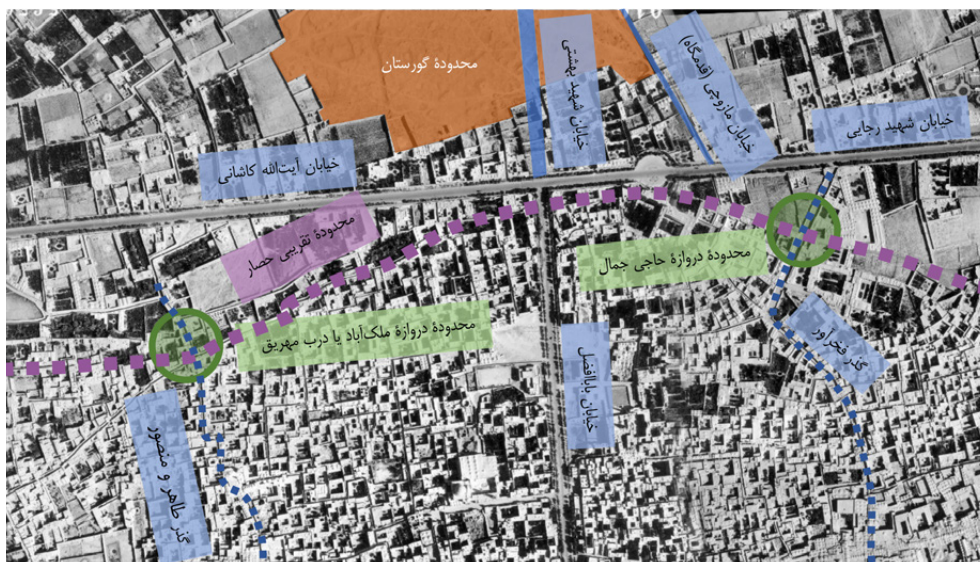 محدودهٔ گورستان
خیابان شهید بهشتی
خیابان مازوچی (قدمگاه)
خیابان شهید رجایی
خیابان آیت‌الله کاشانی
محدودهٔ تقریبی حصار
محدودهٔ دروازهٔ حاجی جمال
محدودهٔ دروازهٔ ملک‌آباد یا درب مهریق
خیابان باباافضل
گذر فخرآور
گذر طاهر و منصور